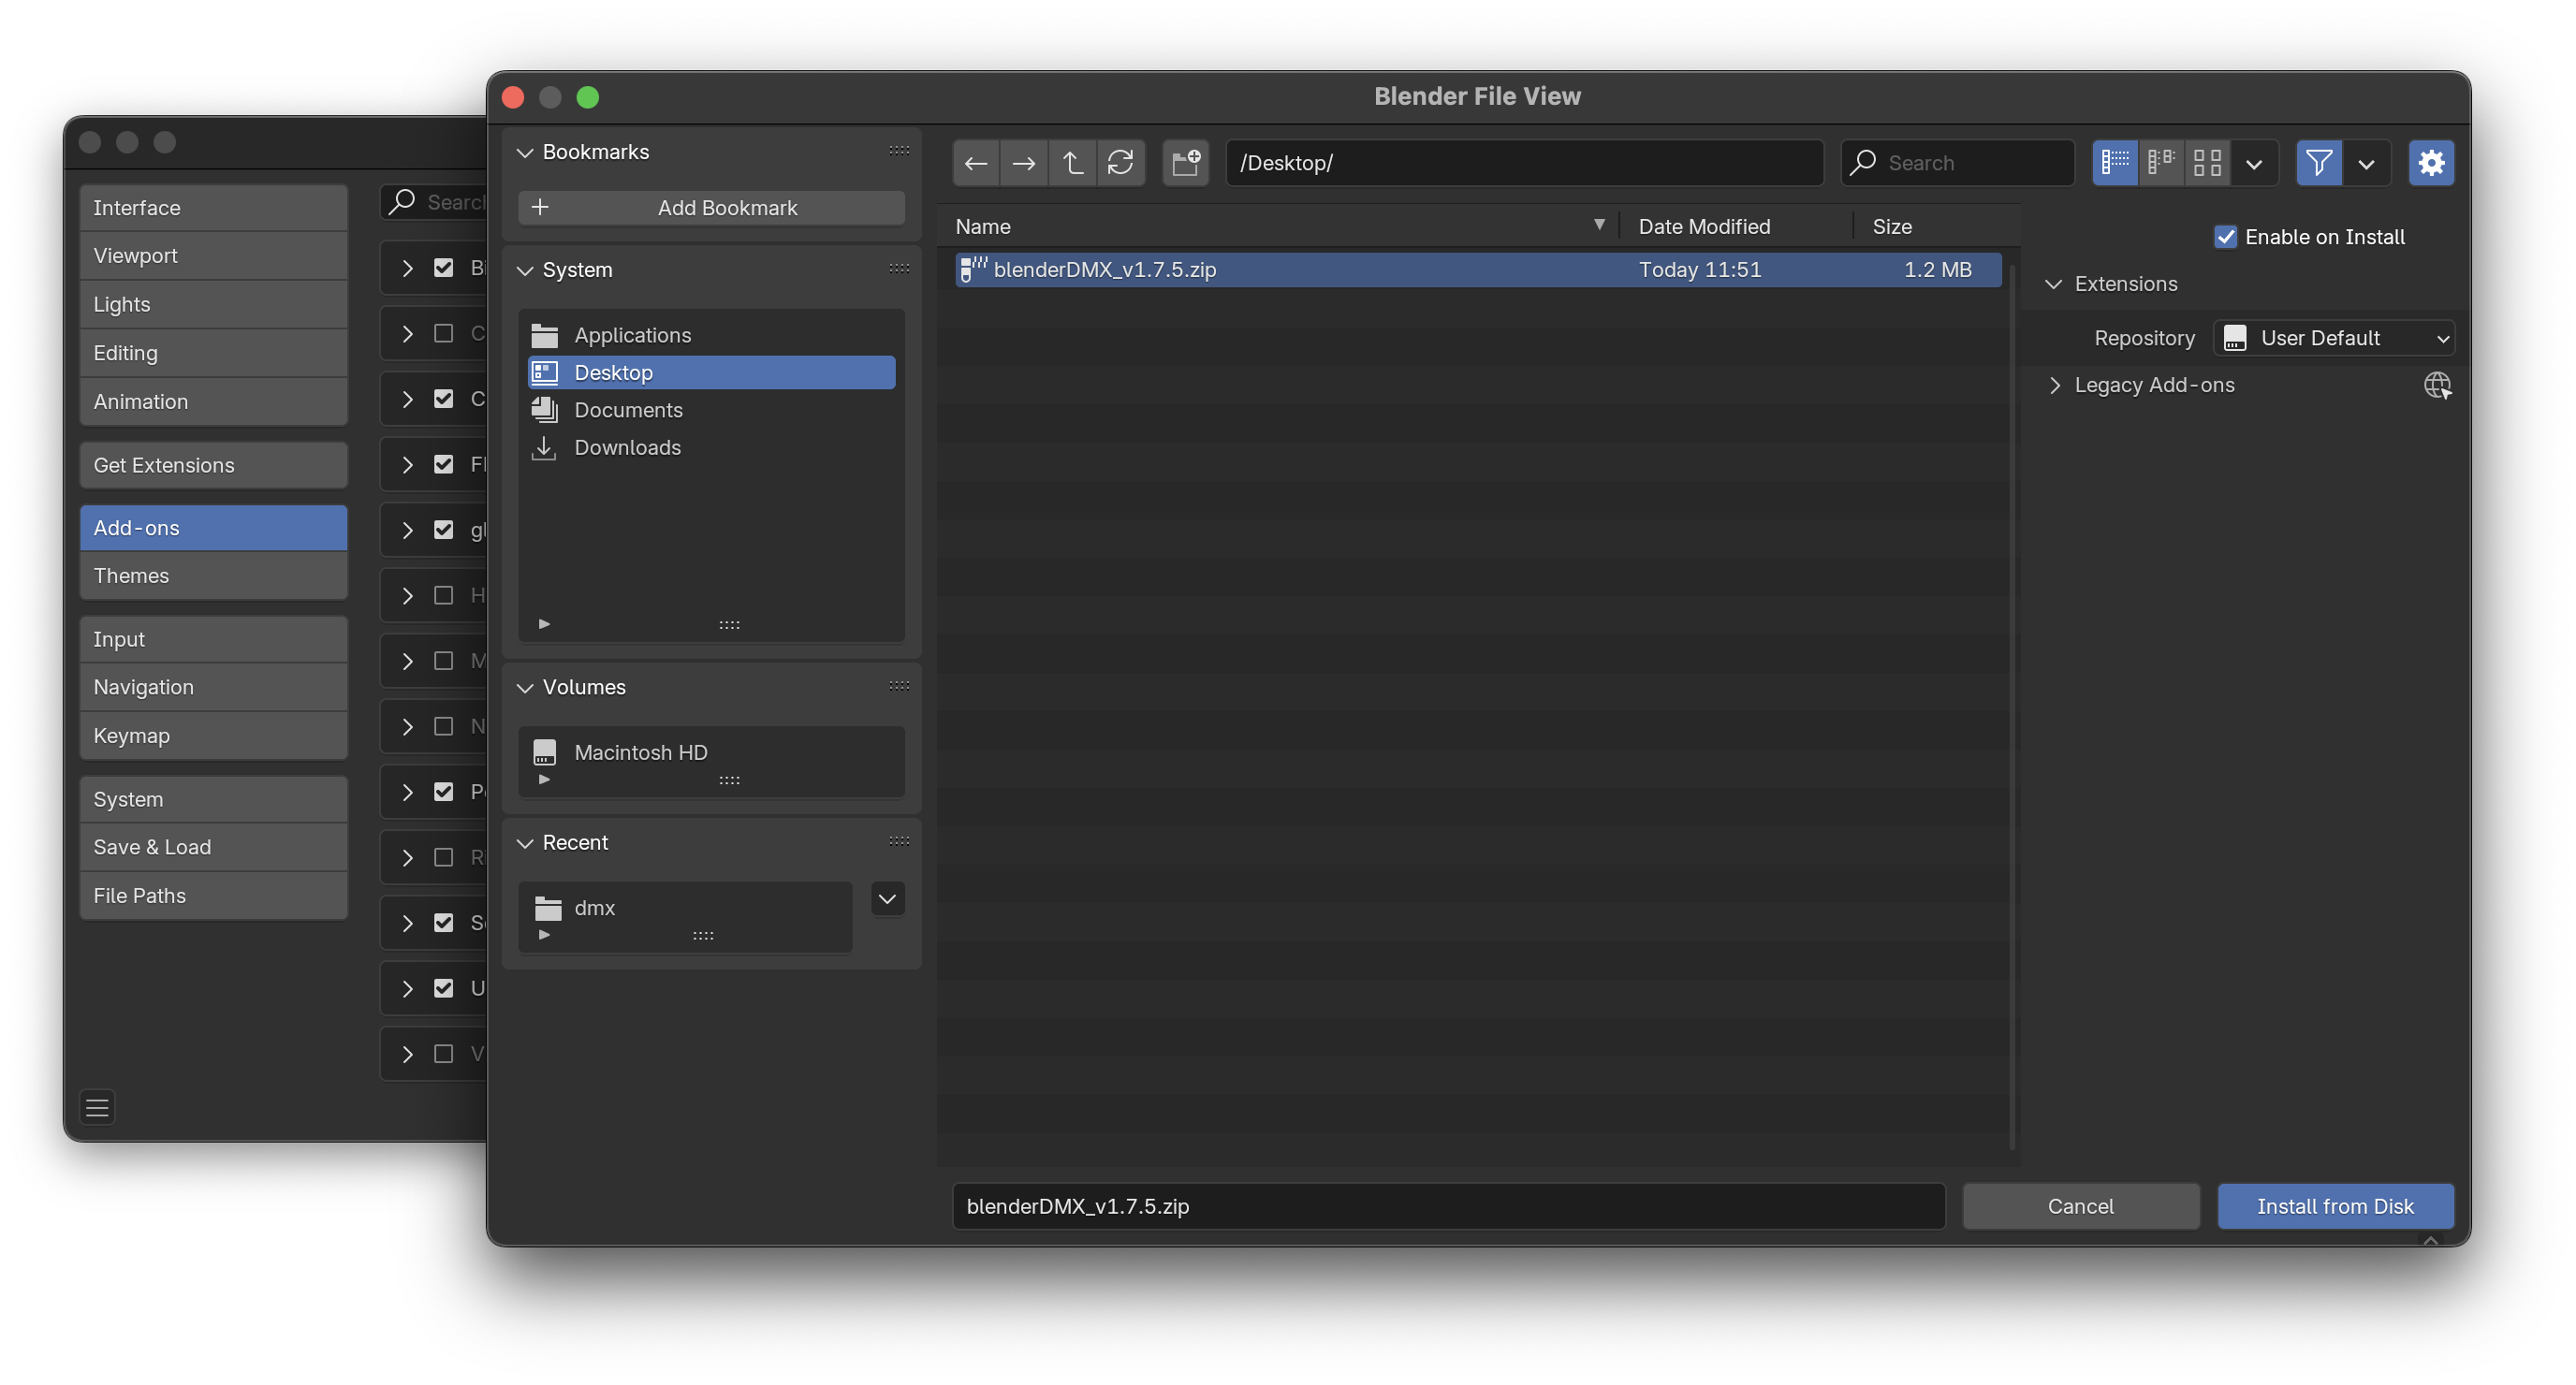 Blender File View
Interface
Viewport
Lights
Editing
Animation
Get Extensions
Add-ons
Themes
Input
Navigation
Keymap
System
Save & Load
File Paths
Bookmarks
Add Bookmark
System
Applications
Desktop
Documents
Downloads
Volumes
Macintosh HD
Recent
dmx
/Desktop/
Search
Name Date Modified Size
blenderDMX_v1.7.5.zip Today 11:51 1.2 MB
Enable on Install
Extensions
Repository User Default
Legacy Add-ons
blenderDMX_v1.7.5.zip
Cancel
Install from Disk